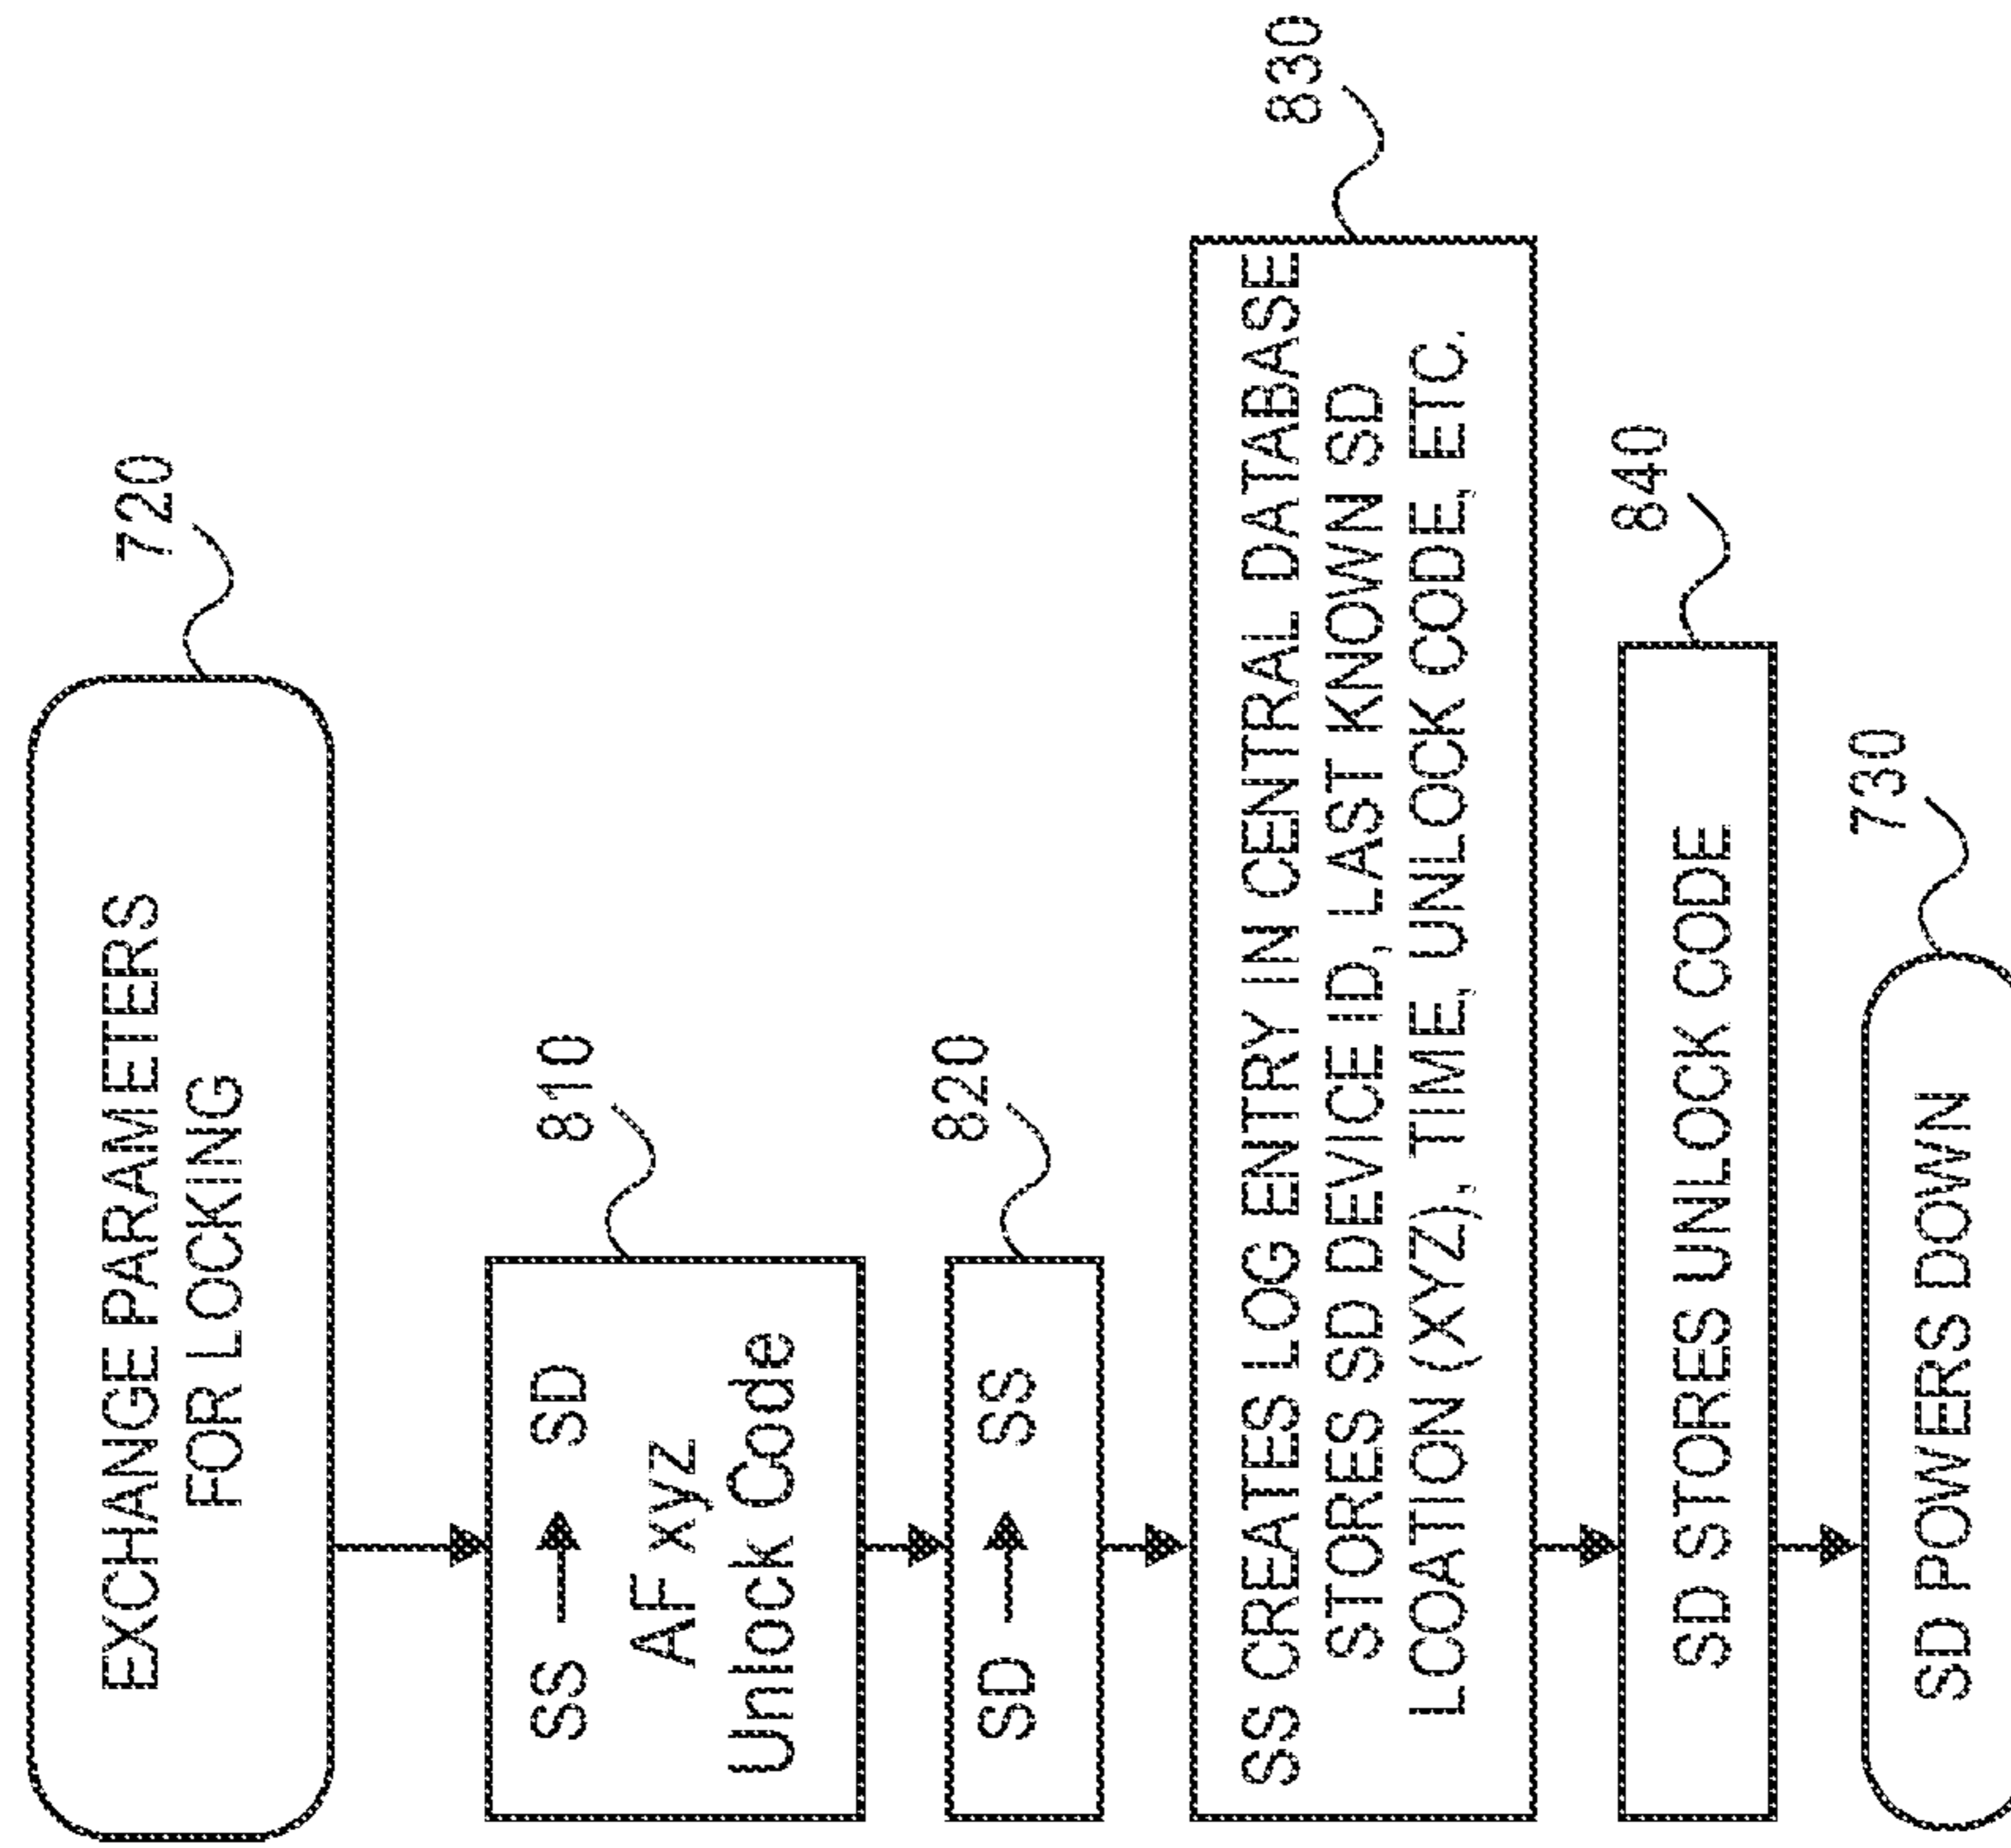 EXCHANGE PARAMETERS
FOR LOCKING
720
SS → SD
AF xyz
Unlock Code
810
SD → SS
820
SS CREATES LOG ENTRY IN CENTRAL DATABASE
STORES SD DEVICE ID, LAST KNOWN SD
LCOATION (XYZ), TIME, UNLOCK CODE, ETC.
830
SD STORES UNLOCK CODE
840
SD POWERS DOWN
730